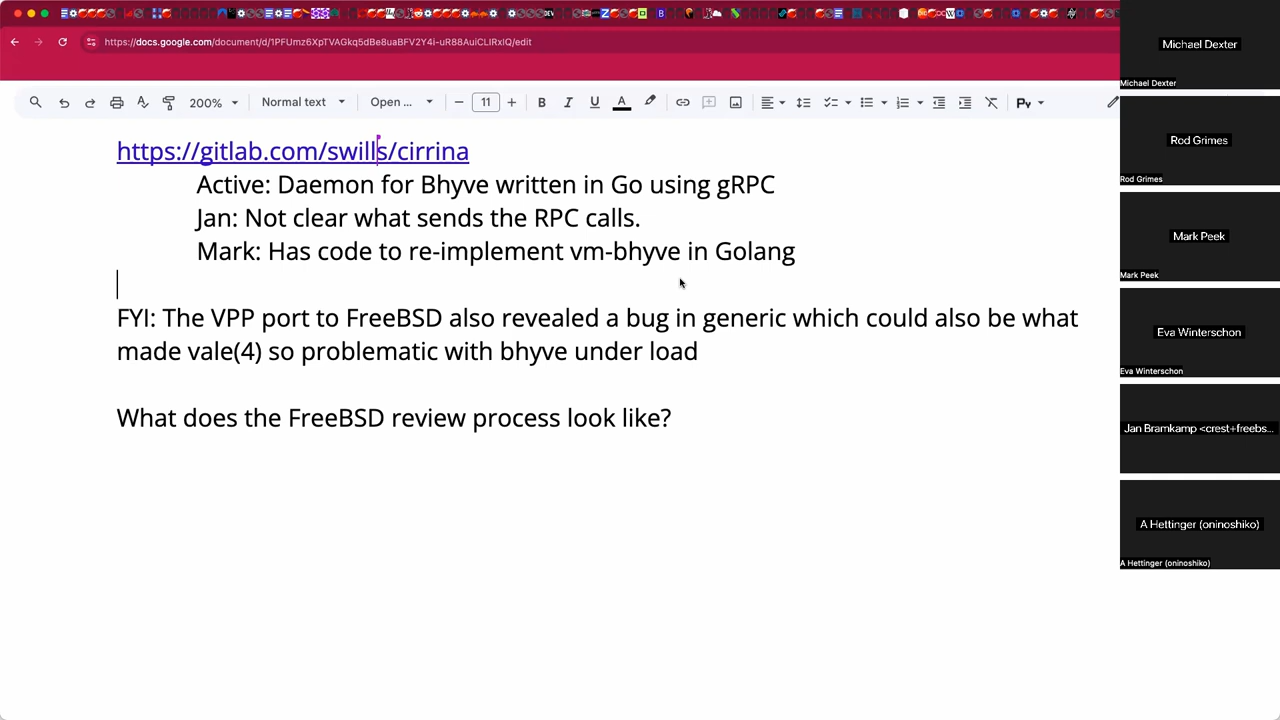 https://docs.google.com/document/d/1PFUmz6XpTVAGkq5dBe8uaBFV2Y4i-uR88AuiCLIRxIQ/edit
200%
Normal text
Open ...
11
https://gitlab.com/swills/cirrina
Active: Daemon for Bhyve written in Go using gRPC
Jan: Not clear what sends the RPC calls.
Mark: Has code to re-implement vm-bhyve in Golang
FYI: The VPP port to FreeBSD also revealed a bug in generic which could also be what
made vale(4) so problematic with bhyve under load
What does the FreeBSD review process look like?
Michael Dexter
Michael Dexter
Rod Grimes
Rod Grimes
Mark Peek
Mark Peek
Eva Winterschon
Eva Winterschon
Jan Bramkamp <crest+freebs...
A Hettinger (oninoshiko)
A Hettinger (oninoshiko)